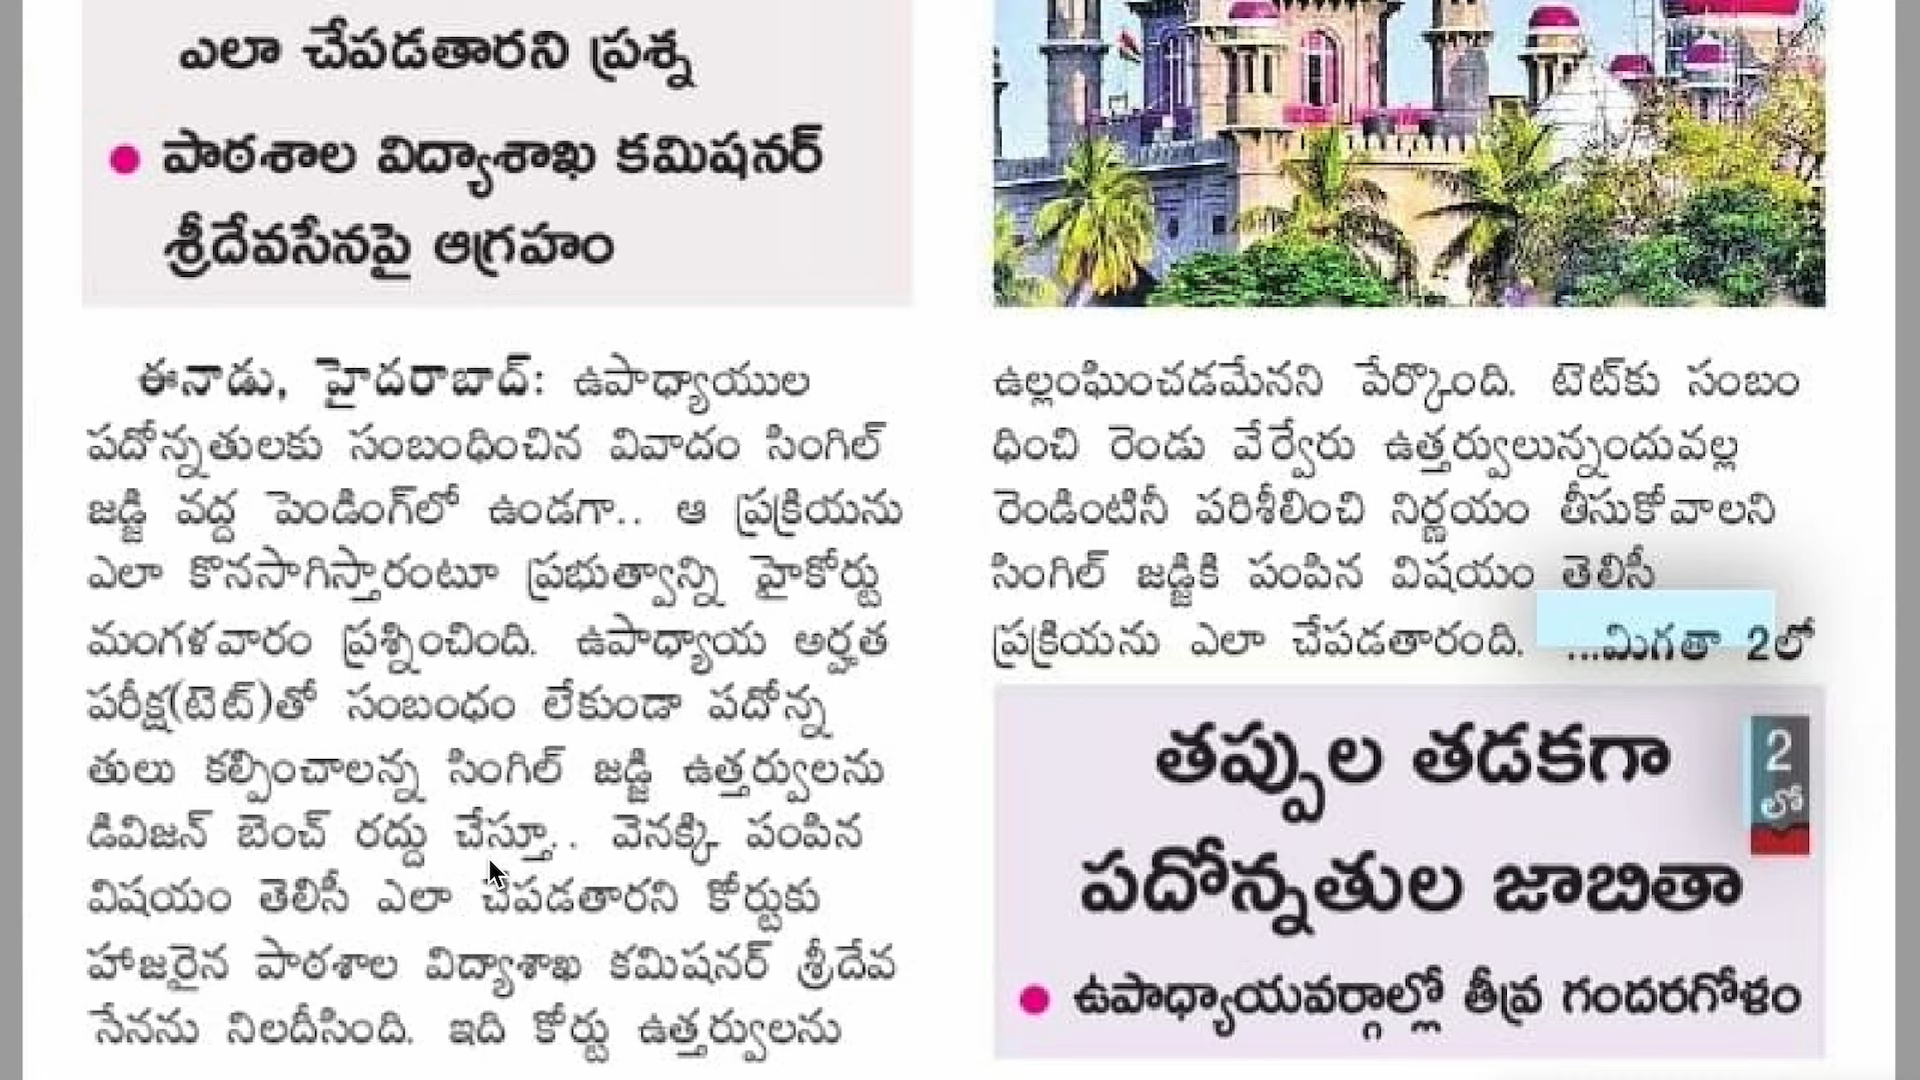 ఎలా చేపడతారని ప్రశ్న
● పాఠశాల విద్యాశాఖ కమిషనర్
శ్రీదేవసేనపై ఆగ్రహం
ఈనాడు, హైదరాబాద్: ఉపాధ్యాయుల
పదోన్నతులకు సంబంధించిన వివాదం సింగిల్
జడ్జి వద్ద పెండింగ్‌లో ఉండగా.. ఆ ప్రక్రియను
ఎలా కొనసాగిస్తారంటూ ప్రభుత్వాన్ని హైకోర్టు
మంగళవారం ప్రశ్నించింది. ఉపాధ్యాయ అర్హత
పరీక్ష(టెట్)తో సంబంధం లేకుండా పదోన్న
తులు కల్పించాలన్న సింగిల్ జడ్జి ఉత్తర్వులను
డివిజన్ బెంచ్ రద్దు చేస్తూ.. వెనక్కి పంపిన
విషయం తెలిసీ ఎలా చేపడతారని కోర్టుకు
హాజరైన పాఠశాల విద్యాశాఖ కమిషనర్ శ్రీదేవ
సేనను నిలదీసింది. ఇది కోర్టు ఉత్తర్వులను
ఉల్లంఘించడమేనని పేర్కొంది. టెట్‌కు సంబం
ధించి రెండు వేర్వేరు ఉత్తర్వులున్నందువల్ల
రెండింటినీ పరిశీలించి నిర్ణయం తీసుకోవాలని
సింగిల్ జడ్జికి పంపిన విషయం తెలిసీ
ప్రక్రియను ఎలా చేపడతారంది. ...మిగతా 2లో
తప్పుల తడకగా
పదోన్నతుల జాబితా
2
లో
● ఉపాధ్యాయవర్గాల్లో తీవ్ర గందరగోళం